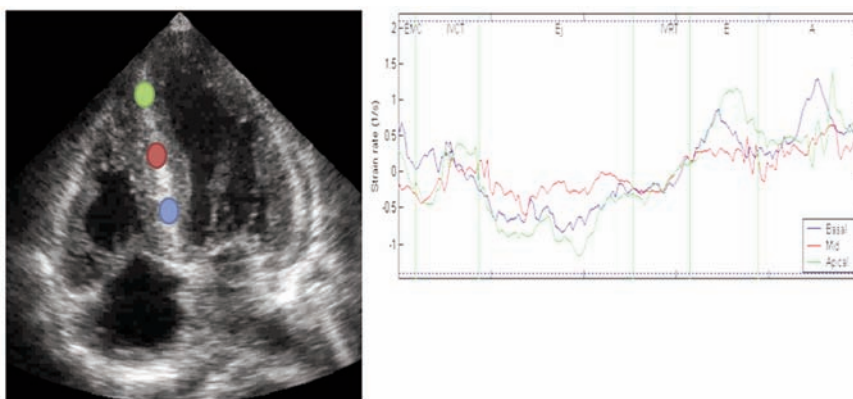 EMC IVCT Ej IVRT E A
2
1.5
1
0.5
0
-0.5
-1
Strain rate (1/s)
Basal
Mid
Apical